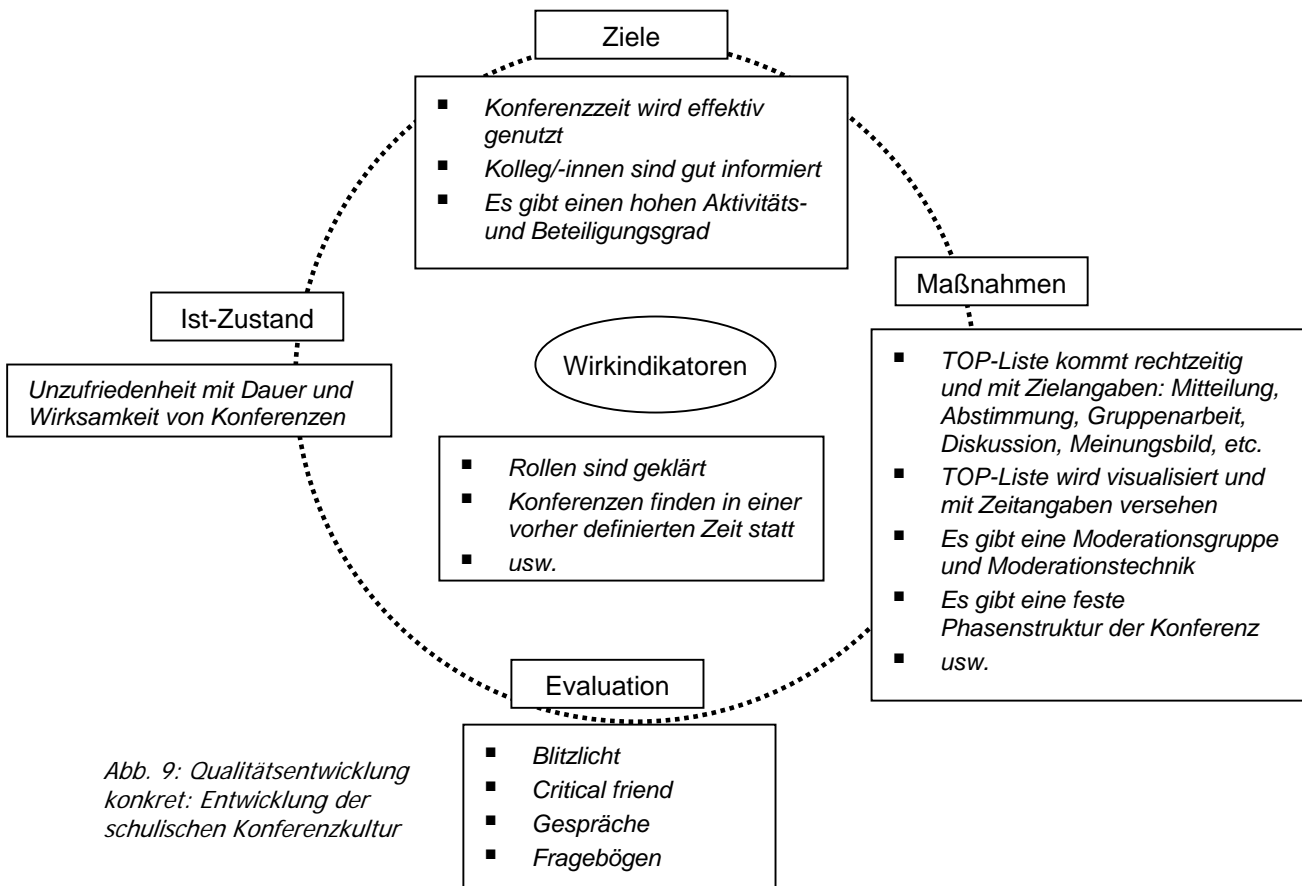 Ziele
■ Konferenzzeit wird effektiv
genutzt
■ Kolleg/-innen sind gut informiert
■ Es gibt einen hohen Aktivitäts-
und Beteiligungsgrad
Maßnahmen
■ TOP-Liste kommt rechtzeitig
und mit Zielangaben: Mitteilung,
Abstimmung, Gruppenarbeit,
Diskussion, Meinungsbild, etc.
■ TOP-Liste wird visualisiert und
mit Zeitangaben versehen
■ Es gibt eine Moderationsgruppe
und Moderationstechnik
■ Es gibt eine feste
Phasenstruktur der Konferenz
■ usw.
Ist-Zustand
Unzufriedenheit mit Dauer und
Wirksamkeit von Konferenzen
Wirkindikatoren
■ Rollen sind geklärt
■ Konferenzen finden in einer
vorher definierten Zeit statt
■ usw.
Evaluation
■ Blitzlicht
■ Critical friend
■ Gespräche
■ Fragebögen
Abb. 9: Qualitätsentwicklung
konkret: Entwicklung der
schulischen Konferenzkultur